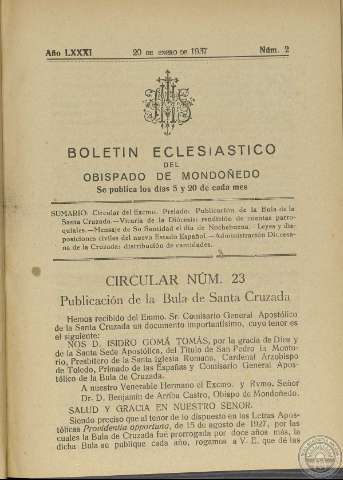 Año LXXXI 20 DE ENERO DE 1937 Núm. 2
BOLETIN ECLESIASTICO
DEL
OBISPADO DE MONDOÑEDO
Se publica los días 5 y 20 de cada mes
SUMARIO: Circular del Excmo. Prelado: Publicación de la Bula de la
Santa Cruzada.—Vicaría de la Diócesis: rendición de cuentas parro-
quiales.—Mensaje de Su Santidad el día de Nochebuena.—Leyes y dis-
posiciones civiles del nuevo Estado Español.—Administración Diocesa-
na de la Cruzada: distribución de cantidades.
CIRCULAR NÚM. 23
Publicación de la Bula de Santa Cruzada
Hemos recibido del Exmo. Sr. Comisario General Apostólico
de la Santa Cruzada un documento importantísimo, cuyo tenor es
el siguiente:
NOS D. ISIDRO GOMÁ TOMÁS, por la gracia de Dios y
de la Santa Sede Apostólica, del Título de San Pedro in Monto-
rio, Presbítero de la Santa Iglesia Romana, Cardenal Arzobispo
de Toledo, Primado de las Españas y Comisario General Apos-
tólico de la Bula de Cruzada.
A nuestro Venerable Hermano el Excmo. y Rvmo. Señor
Dr. D. Benjamín de Arriba Castro, Obispo de Mondoñedo.
SALUD Y GRACIA EN NUESTRO SEÑOR.
Siendo preciso que al tenor de lo dispuesto en las Letras Apos-
tólicas Providentia opportuna, de 15 de agosto de 1927, por las
cuales la Bula de Cruzada fué prorrogada por doce años más, la
dicha Bula se publique cada año, rogamos a V. E. que dé las